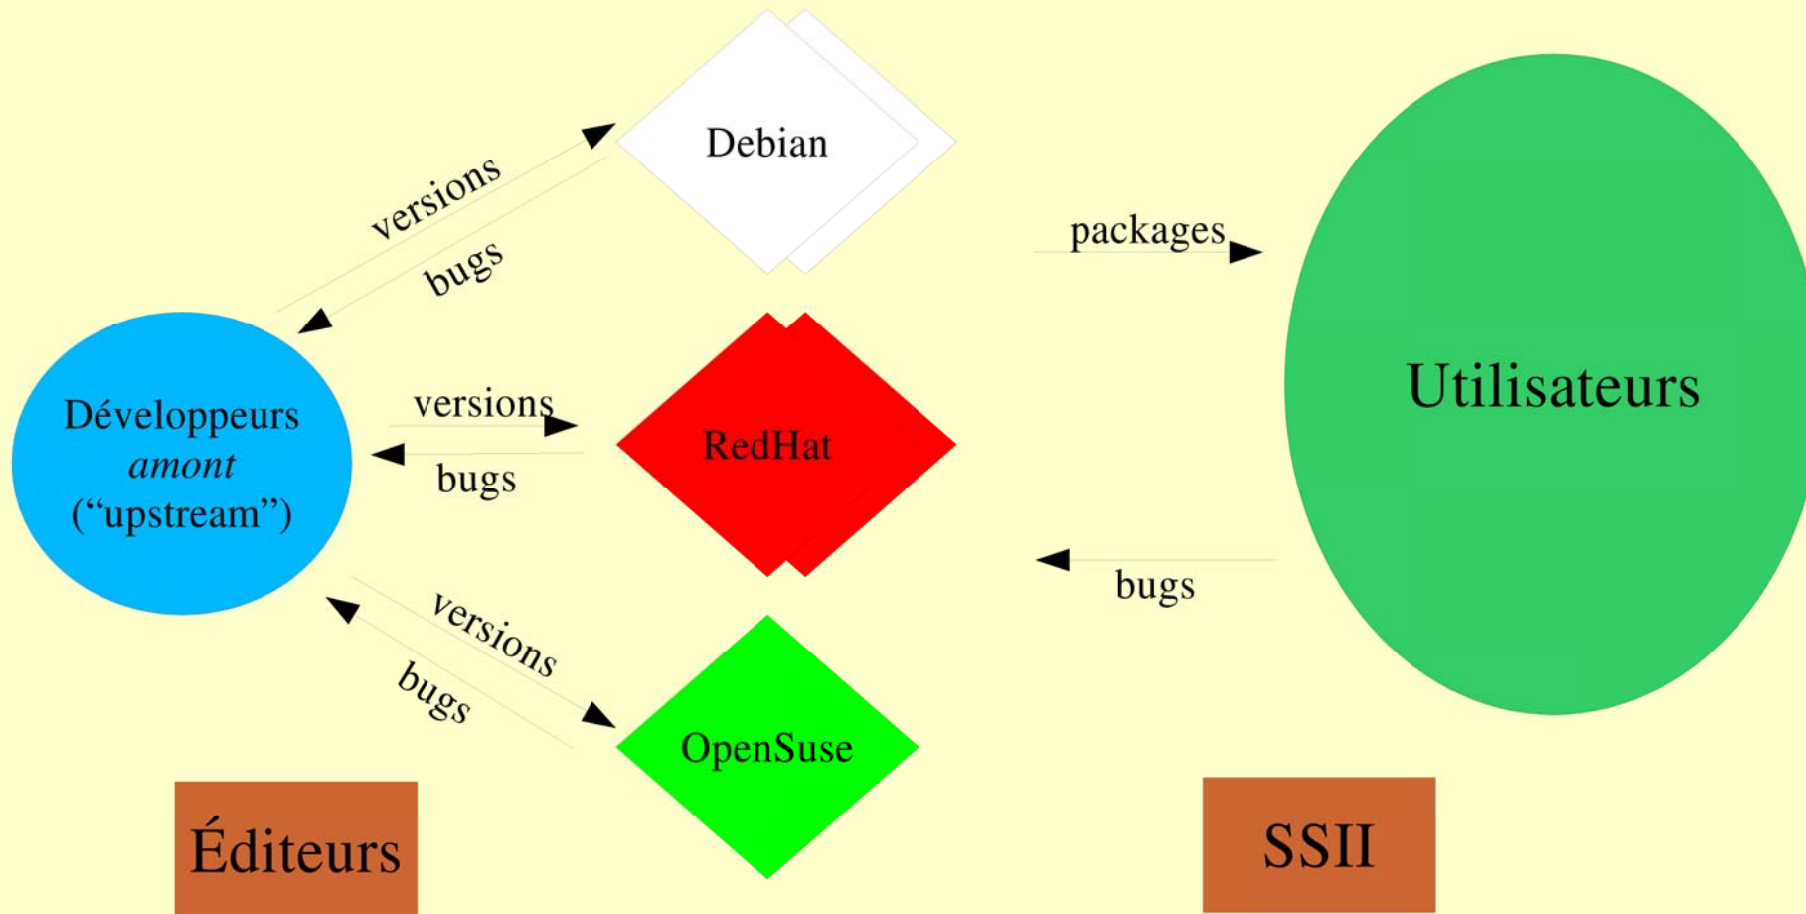 Debian
versions
bugs
packages
Développeurs
amont
(“upstream”)
versions
bugs
RedHat
Utilisateurs
bugs
versions
bugs
OpenSuse
Éditeurs
SSII